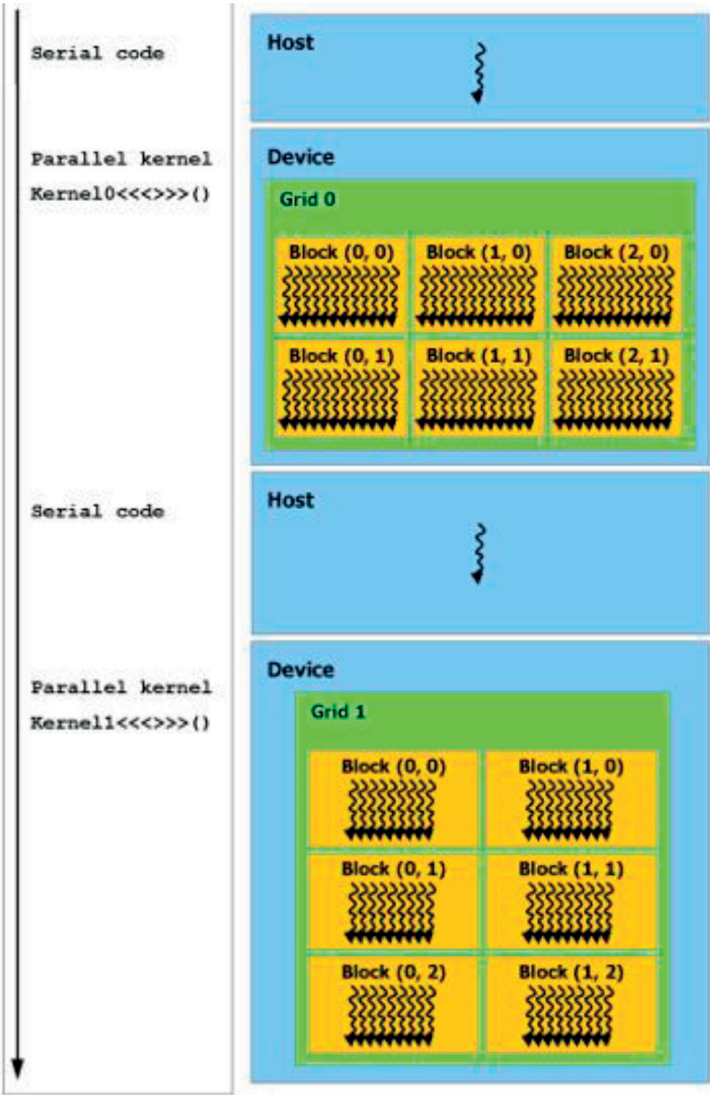 Serial code
Host
Parallel kernel
Kernel0<<<>>>()
Device
Grid 0
Block (0, 0) Block (1, 0) Block (2, 0)
Block (0, 1) Block (1, 1) Block (2, 1)
Serial code
Host
Parallel kernel
Kernel1<<<>>>()
Device
Grid 1
Block (0, 0) Block (1, 0)
Block (0, 1) Block (1, 1)
Block (0, 2) Block (1, 2)